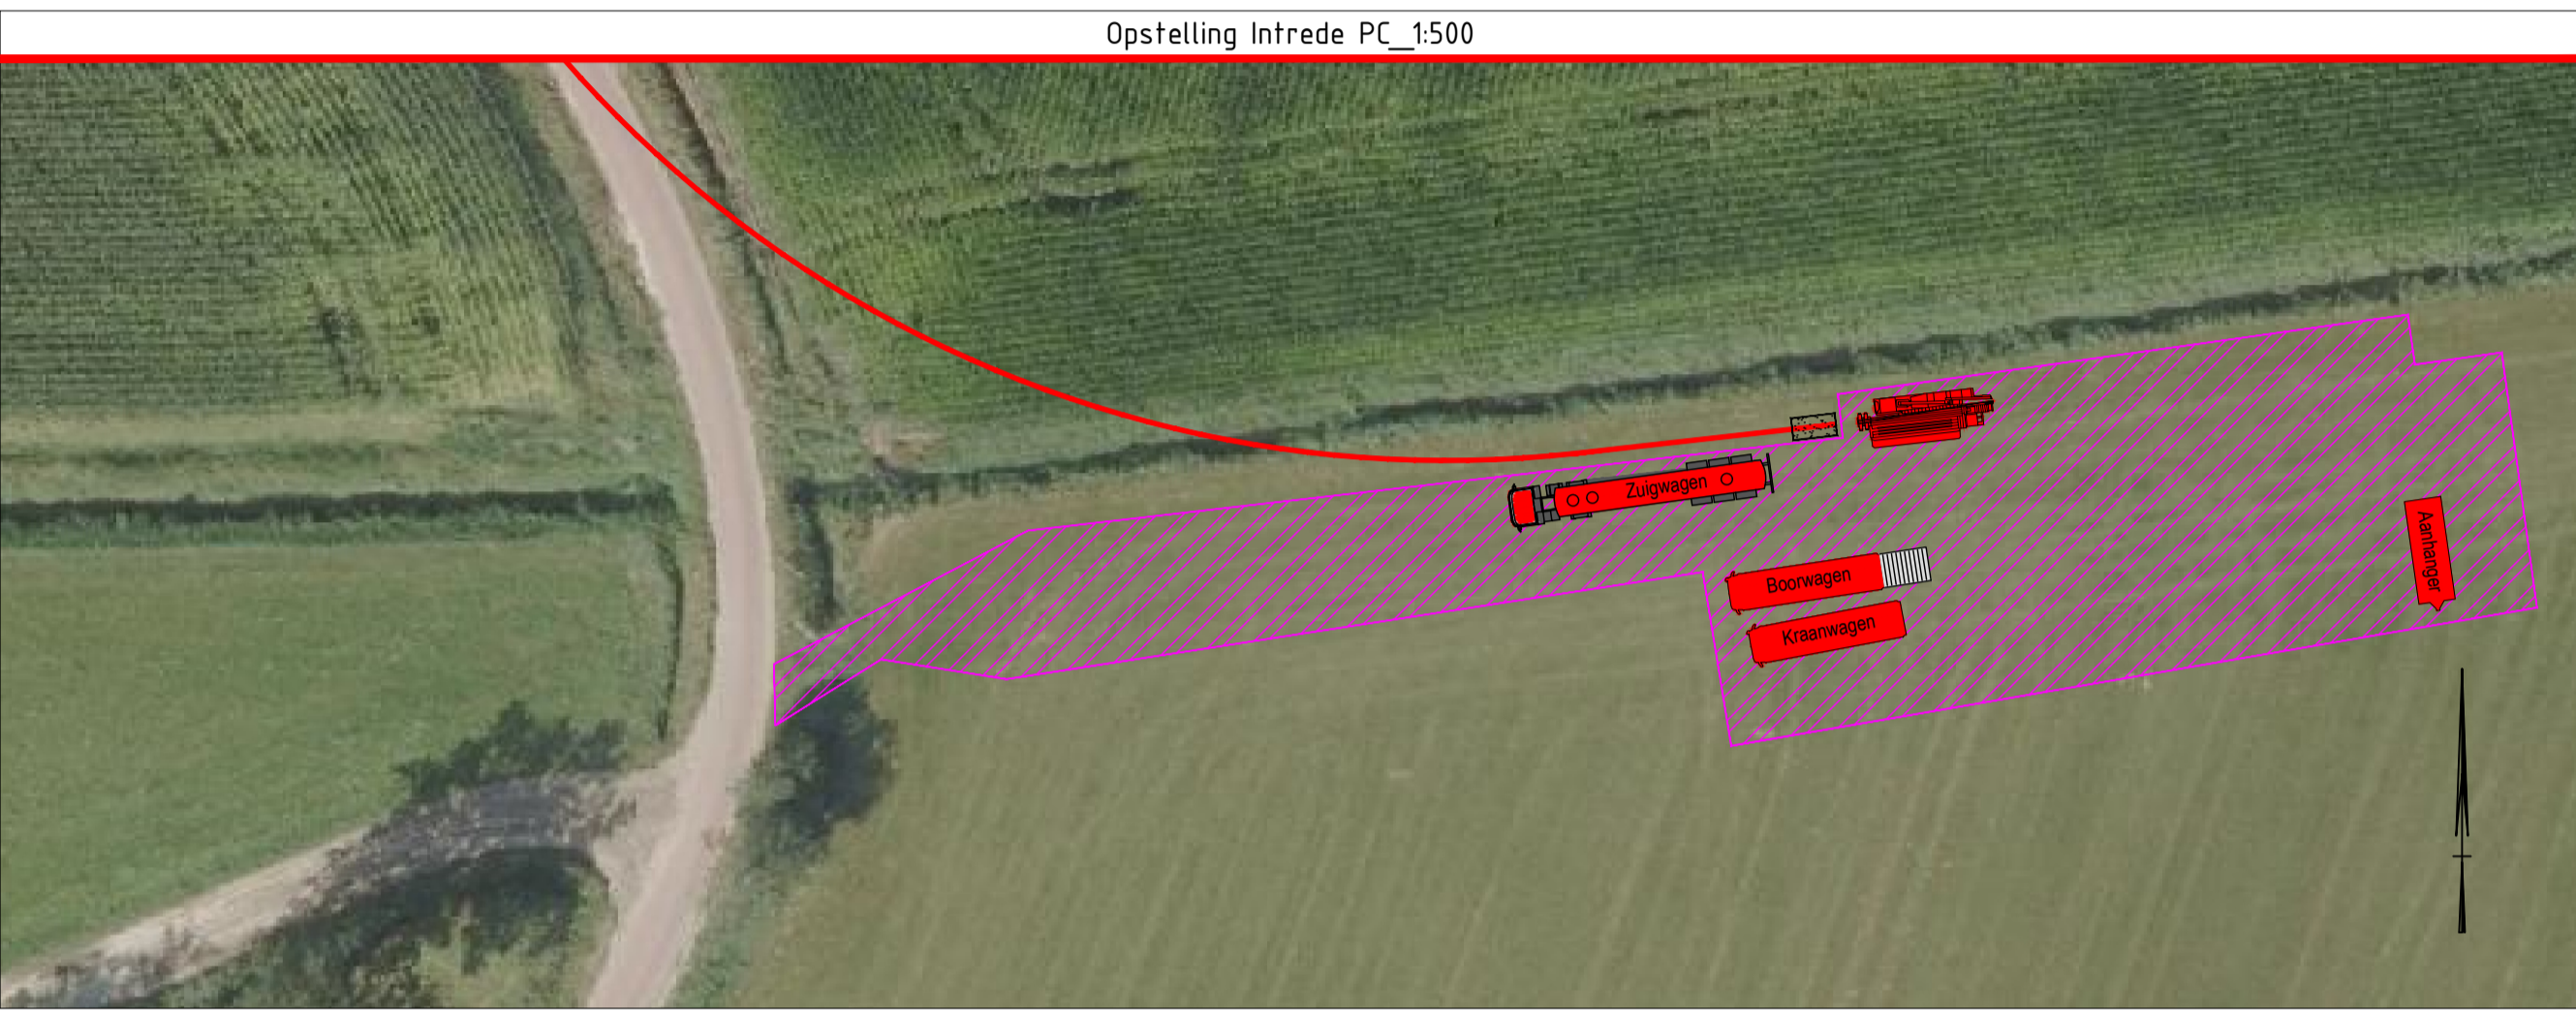 Opstelling Intrede PC_1:500
Zuigwagen
Boorwagen
Kraanwagen
Aanhanger